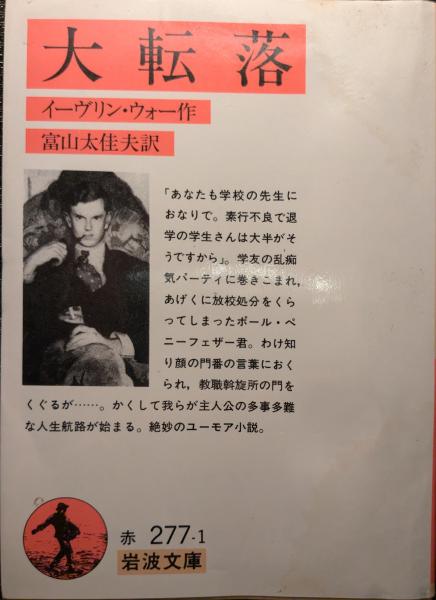 大転落
イーヴリン・ウォー作
富山太佳夫訳
「あなたも学校の先生に
おなりで。素行不良で退
学の学生さんは大半がそ
うですから」。学友の乱痴
気パーティに巻きこまれ,
あげくに放校処分をくら
ってしまったポール・ペ
ニーフェザー君。わけ知
り顔の門番の言葉におく
られ,教職斡旋所の門を
くぐるが……。かくして我らが主人公の多事多難
な人生航路が始まる。絶妙のユーモア小説。
赤 277-1
岩波文庫